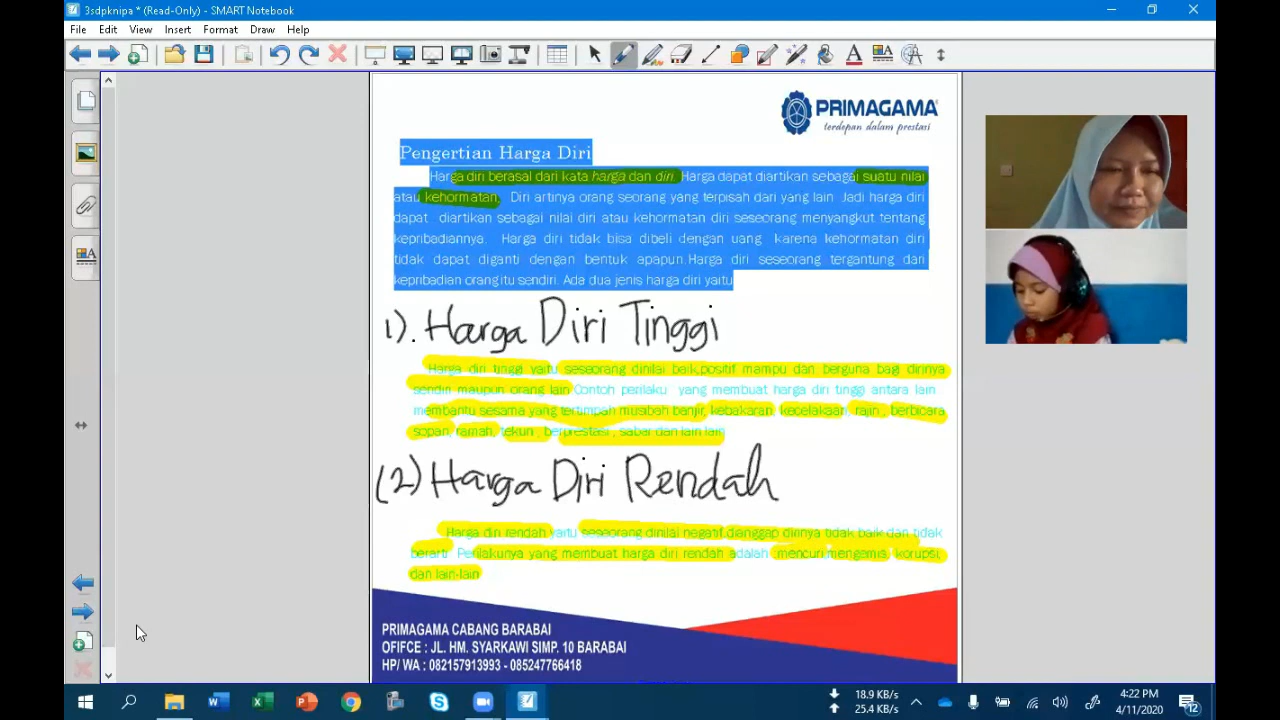 3sdpknipa * (Read-Only) - SMART Notebook
File Edit View Insert Format Draw Help
PRIMAGAMA
terdepan dalam prestasi
Pengertian Harga Diri
Harga diri berasal dari kata harga dan diri. Harga dapat diartikan sebagai suatu nilai
atau kehormatan. Diri artinya orang seorang yang terpisah dari yang lain Jadi harga diri
dapat diartikan sebagai nilai diri atau kehormatan diri seseorang menyangkut tentang
kepribadiannya. Harga diri tidak bisa dibeli dengan uang karena kehormatan diri
tidak dapat diganti dengan bentuk apapun Harga diri seseorang tergantung dari
kepribadian orang itu sendiri. Ada dua jenis harga diri yaitu
1). Harga Diri Tinggi
Harga diri tinggi yaitu seseorang dinilai baik,positif mampu dan berguna bagi dirinya
sendiri maupun orang lain Contoh perilaku yang membuat harga diri tinggi antara lain
membantu sesama yang tertimpah musibah banjir, kebakaran, kecelakaan, rajin, berbicara
sopan, ramah, tekun, berprestasi, sabar dan lain lain
(2) Harga Diri Rendah
Harga diri rendah yaitu seseorang dinilai negatif dianggap dirinya tidak baik dan tidak
berarti Perilakunya yang membuat harga diri rendah adalah mencuri mengemis, korupsi,
dan lain-lain
PRIMAGAMA CABANG BARABAI
OFIFCE : JL. HM. SYARKAWI SIMP. 10 BARABAI
HP/ WA : 082157913993 - 085247766418
18.9 KB/s
25.4 KB/s
4:22 PM
4/11/2020
12